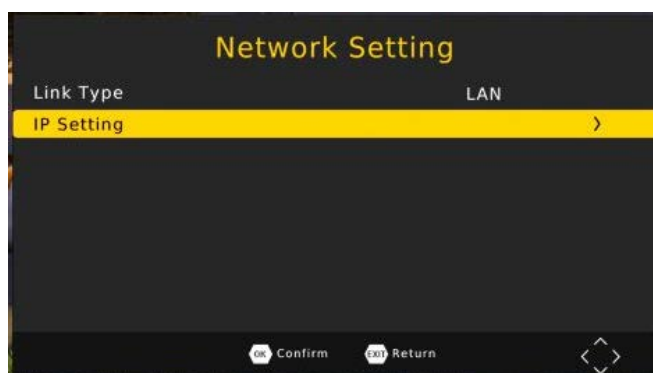 Network Setting
Link Type LAN
IP Setting >
OK Confirm EXIT Return